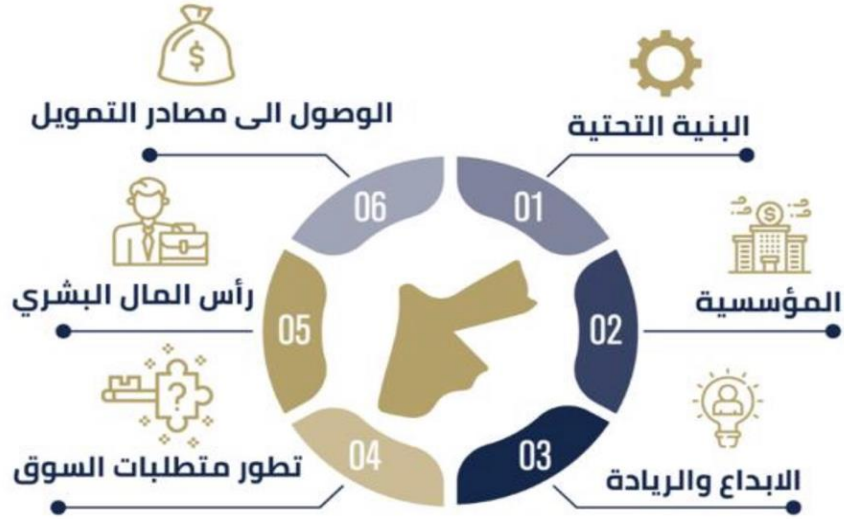 01
البنية التحتية
02
المؤسسية
03
الابداع والريادة
04
تطور متطلبات السوق
05
رأس المال البشري
06
الوصول الى مصادر التمويل
$
$
?